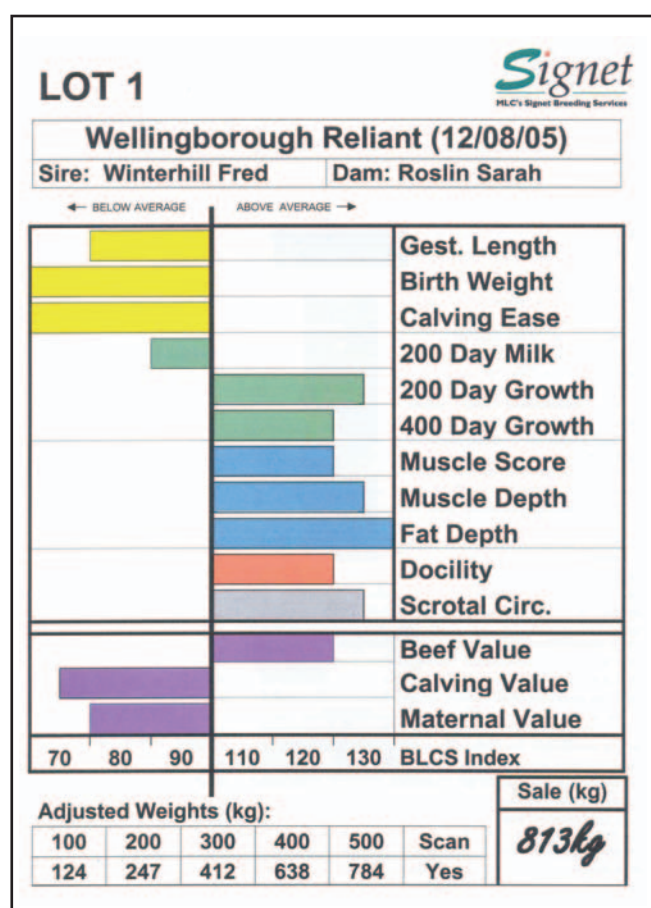 LOT 1
Signet
MLC's Signet Breeding Services
Wellingborough Reliant (12/08/05)
Sire: Winterhill Fred Dam: Roslin Sarah
← BELOW AVERAGE ABOVE AVERAGE →
Gest. Length
Birth Weight
Calving Ease
200 Day Milk
200 Day Growth
400 Day Growth
Muscle Score
Muscle Depth
Fat Depth
Docility
Scrotal Circ.
Beef Value
Calving Value
Maternal Value
70 80 90 110 120 130 BLCS Index
Sale (kg)
813kg
Adjusted Weights (kg):
100 200 300 400 500 Scan
124 247 412 638 784 Yes